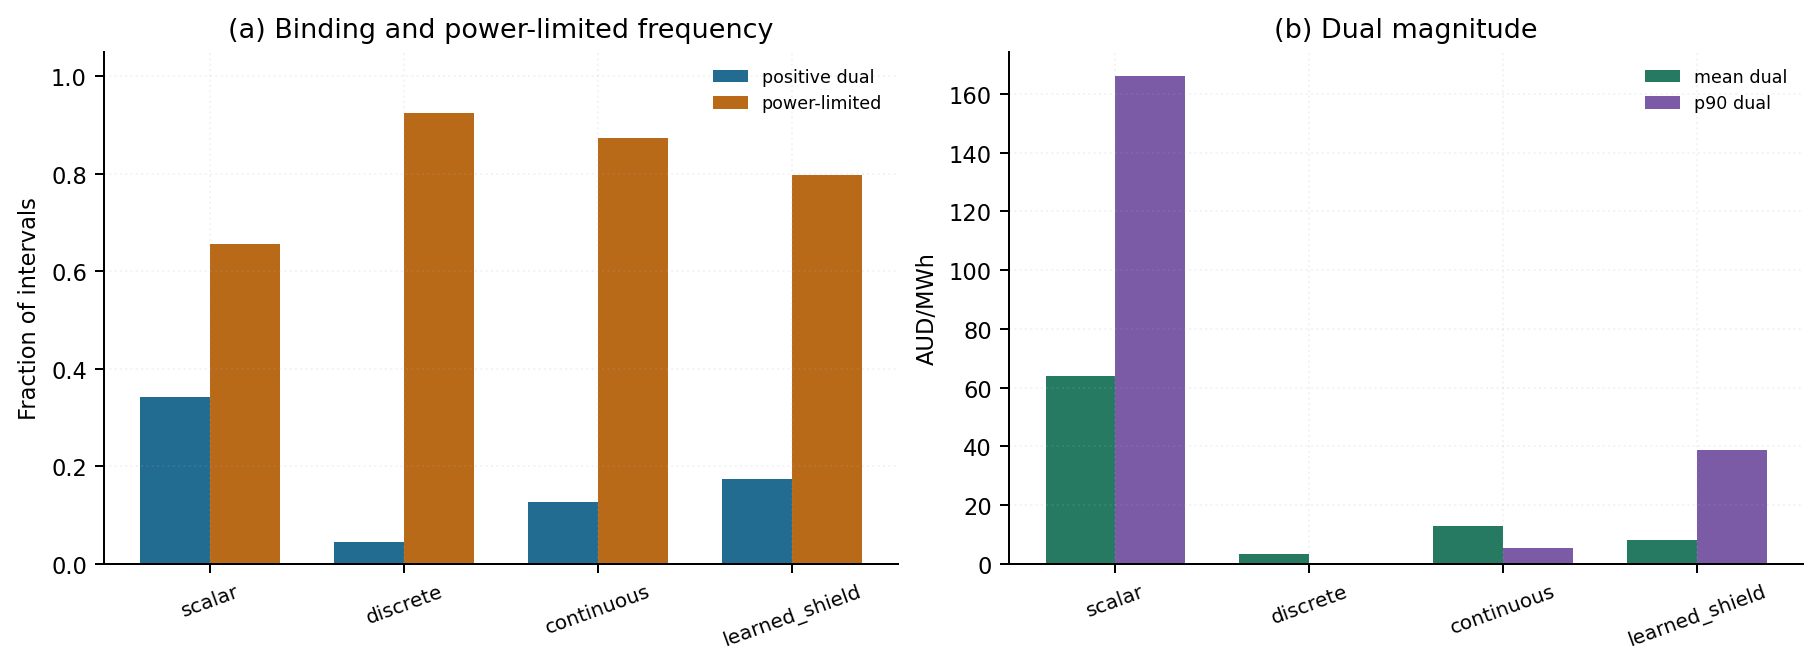 (a) Binding and power-limited frequency
Fraction of intervals
1.0
0.8
0.6
0.4
0.2
0.0
positive dual
power-limited
scalar
discrete
continuous
learned_shield
(b) Dual magnitude
AUD/MWh
160
140
120
100
80
60
40
20
0
mean dual
p90 dual
scalar
discrete
continuous
learned_shield